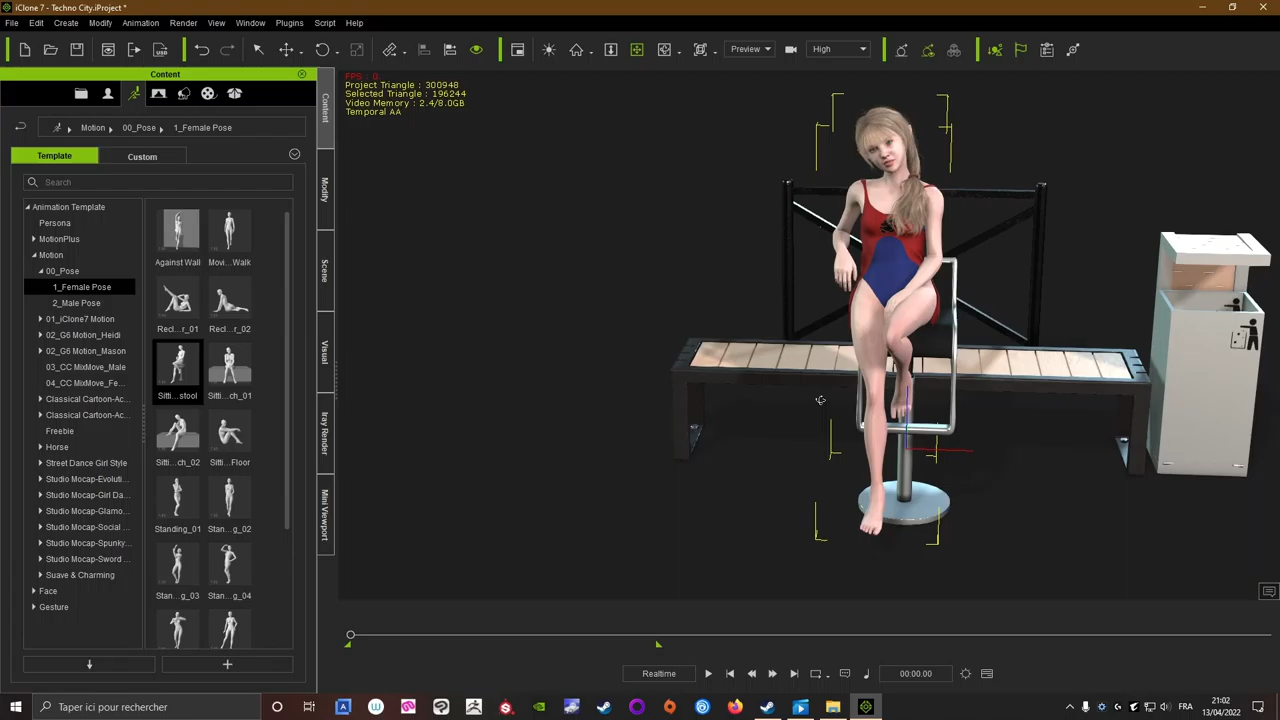 iClone 7 - Techno City.iProject *
File Edit Create Modify Animation Render View Window Plugins Script Help
Preview High
Content
Motion 00_Pose 1_Female Pose
Template Custom
Search
Animation Template
Persona
MotionPlus
Motion
00_Pose
1_Female Pose
2_Male Pose
01_iClone7 Motion
02_G6 Motion_Heidi
02_G6 Motion_Mason
03_CC MixMove_Male
04_CC MixMove_Fe...
Classical Cartoon-Ac...
Classical Cartoon-Ac...
Freebie
Horse
Street Dance Girl Style
Studio Mocap-Evoluti...
Studio Mocap-Girl Da...
Studio Mocap-Glamo...
Studio Mocap-Social ...
Studio Mocap-Spunky...
Studio Mocap-Sword ...
Suave & Charming
Face
Gesture
Against Wall Movi..Walk
Recl...r_01 Recl...r_02
Sitti...stool Sitti...ch_01
Sitti...ch_02 Sitti...Floor
Standing_01 Stan...g_02
Stan...g_03 Stan...g_04
Content
Modify
Scene
Visual
Iray Render
Mini Viewport
FPS : 0
Project Triangle : 300948
Selected Triangle : 196244
Video Memory : 2.4/8.0GB
Temporal AA
Realtime 00:00.00
Taper ici pour rechercher
FRA
21:02
13/04/2022